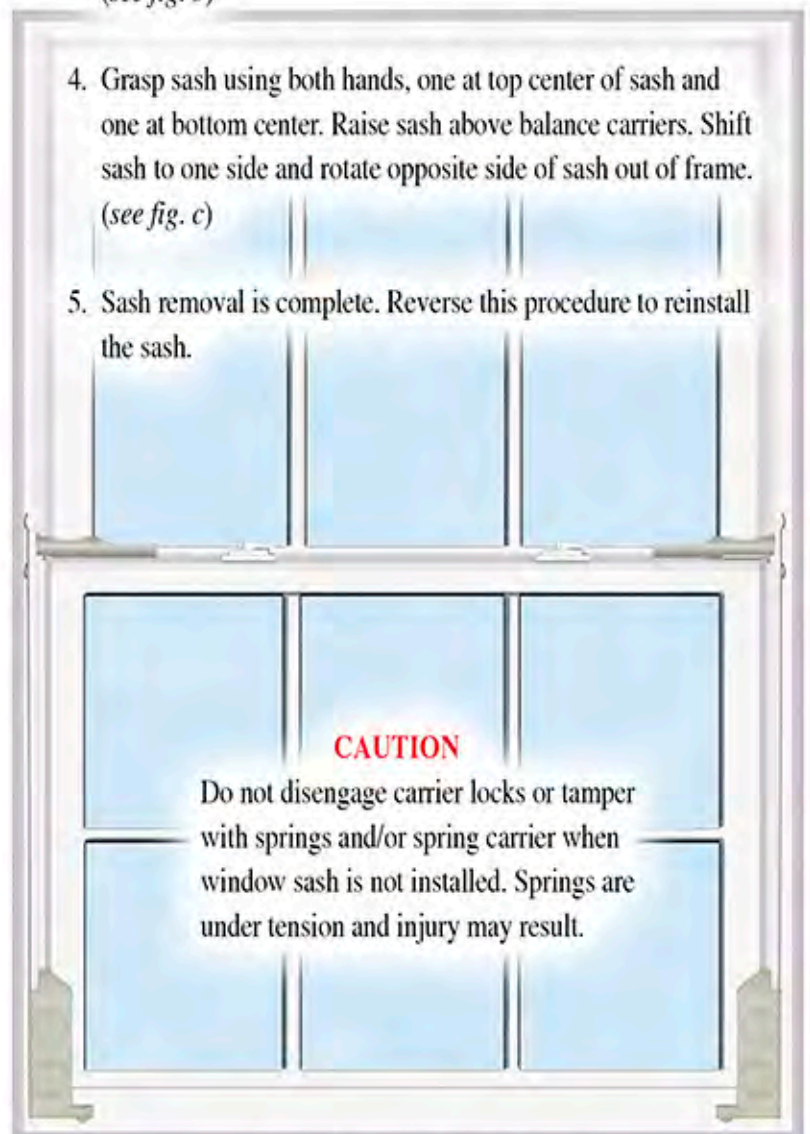 (see fig. b)
4. Grasp sash using both hands, one at top center of sash and
one at bottom center. Raise sash above balance carriers. Shift
sash to one side and rotate opposite side of sash out of frame.
(see fig. c)
5. Sash removal is complete. Reverse this procedure to reinstall
the sash.
CAUTION
Do not disengage carrier locks or tamper
with springs and/or spring carrier when
window sash is not installed. Springs are
under tension and injury may result.